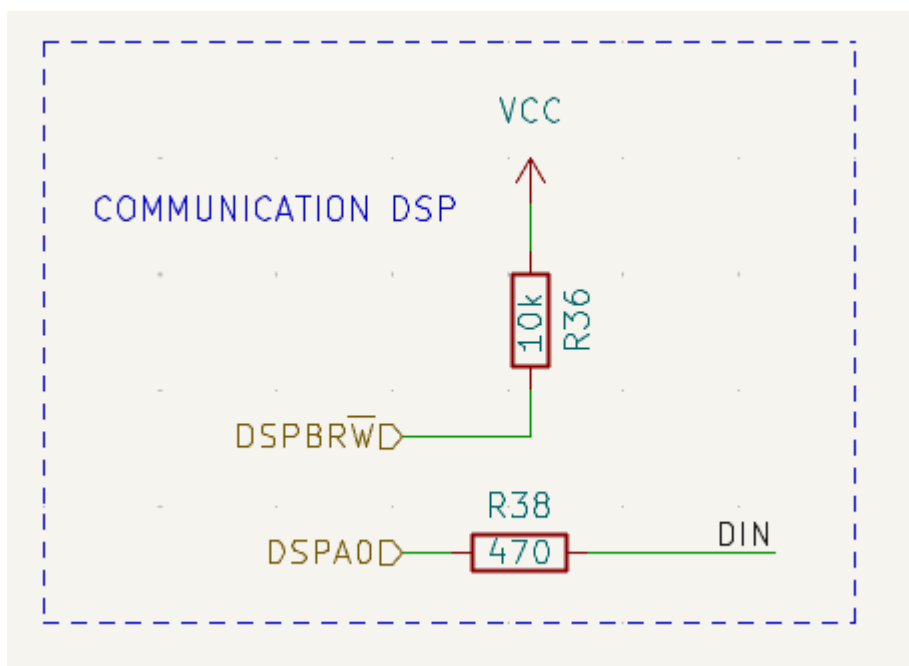 VCC
COMMUNICATION DSP
10k
R36
DSPBRW̅
R38
DSPA0
470
DIN